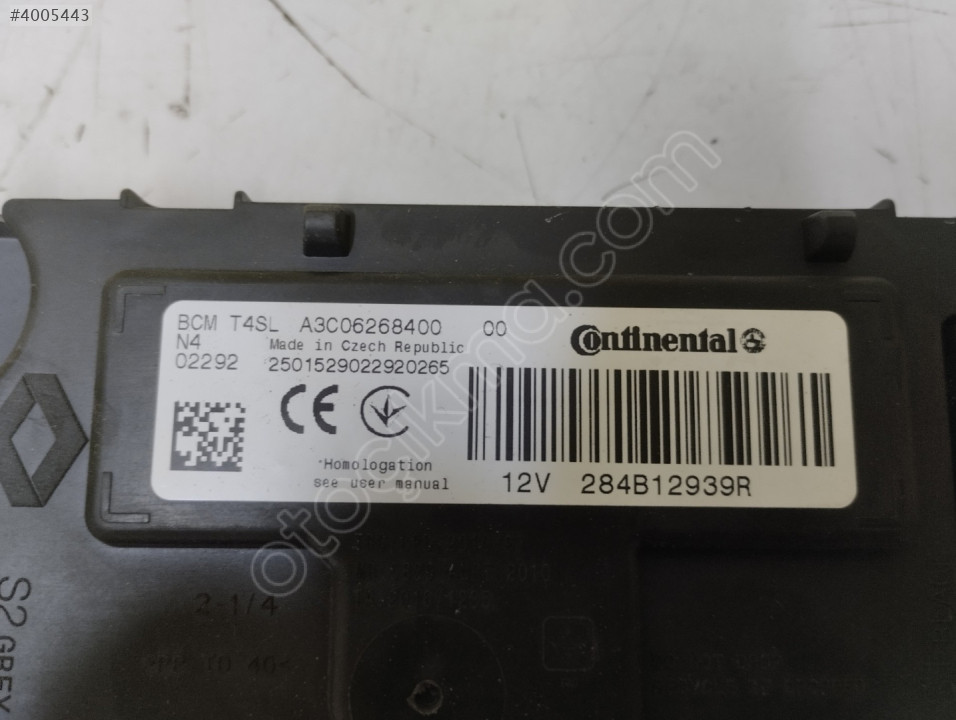 #4005443
BCM T4SL A3C06268400 00
N4 Made in Czech Republic
02292 2501529022920265
Continental
CE
*Homologation
see user manual
12V 284B12939R
otocikma.com
S2 GREY
2-1/4